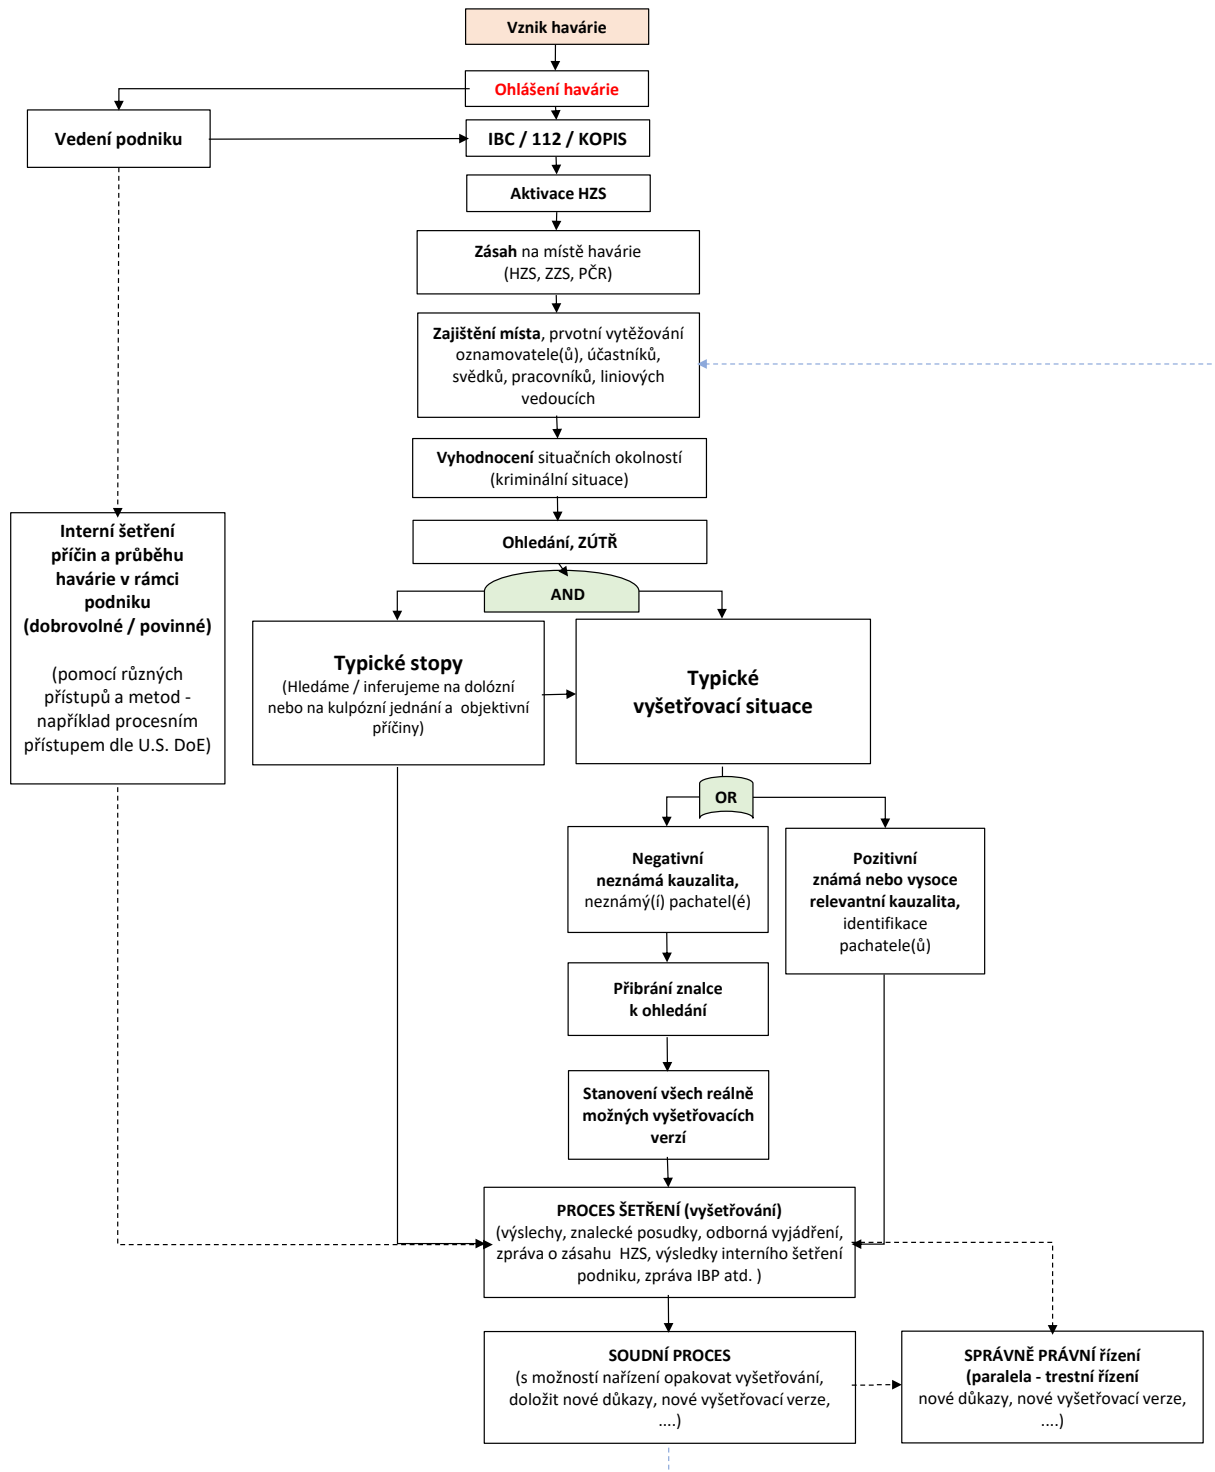 Vznik havárie
Ohlášení havárie
Vedení podniku
IBC / 112 / KOPIS
Aktivace HZS
Zásah na místě havárie
(HZS, ZZS, PČR)
Zajištění místa, prvotní vytěžování
oznamovatele(ů), účastníků,
svědků, pracovníků, liniových
vedoucích
Vyhodnocení situačních okolností
(kriminální situace)
Ohledání, ZÚTŘ
Interní šetření
příčin a průběhu
havárie v rámci
podniku
(dobrovolné / povinné)
(pomocí různých
přístupů a metod -
například procesním
přístupem dle U.S. DoE)
AND
Typické stopy
(Hledáme / inferujeme na dolózní
nebo na kulpózní jednání a objektivní
příčiny)
Typické
vyšetřovací situace
OR
Negativní
neznámá kauzalita,
neznámý(í) pachatel(é)
Pozitivní
známá nebo vysoce
relevantní kauzalita,
identifikace
pachatele(ů)
Přibrání znalce
k ohledání
Stanovení všech reálně
možných vyšetřovacích
verzí
PROCES ŠETŘENÍ (vyšetřování)
(výslechy, znalecké posudky, odborná vyjádření,
zpráva o zásahu HZS, výsledky interního šetření
podniku, zpráva IBP atd. )
SOUDNÍ PROCES
(s možností nařízení opakovat vyšetřování,
doložit nové důkazy, nové vyšetřovací verze,
....)
SPRÁVNĚ PRÁVNÍ řízení
(paralela - trestní řízení
nové důkazy, nové vyšetřovací verze,
....)